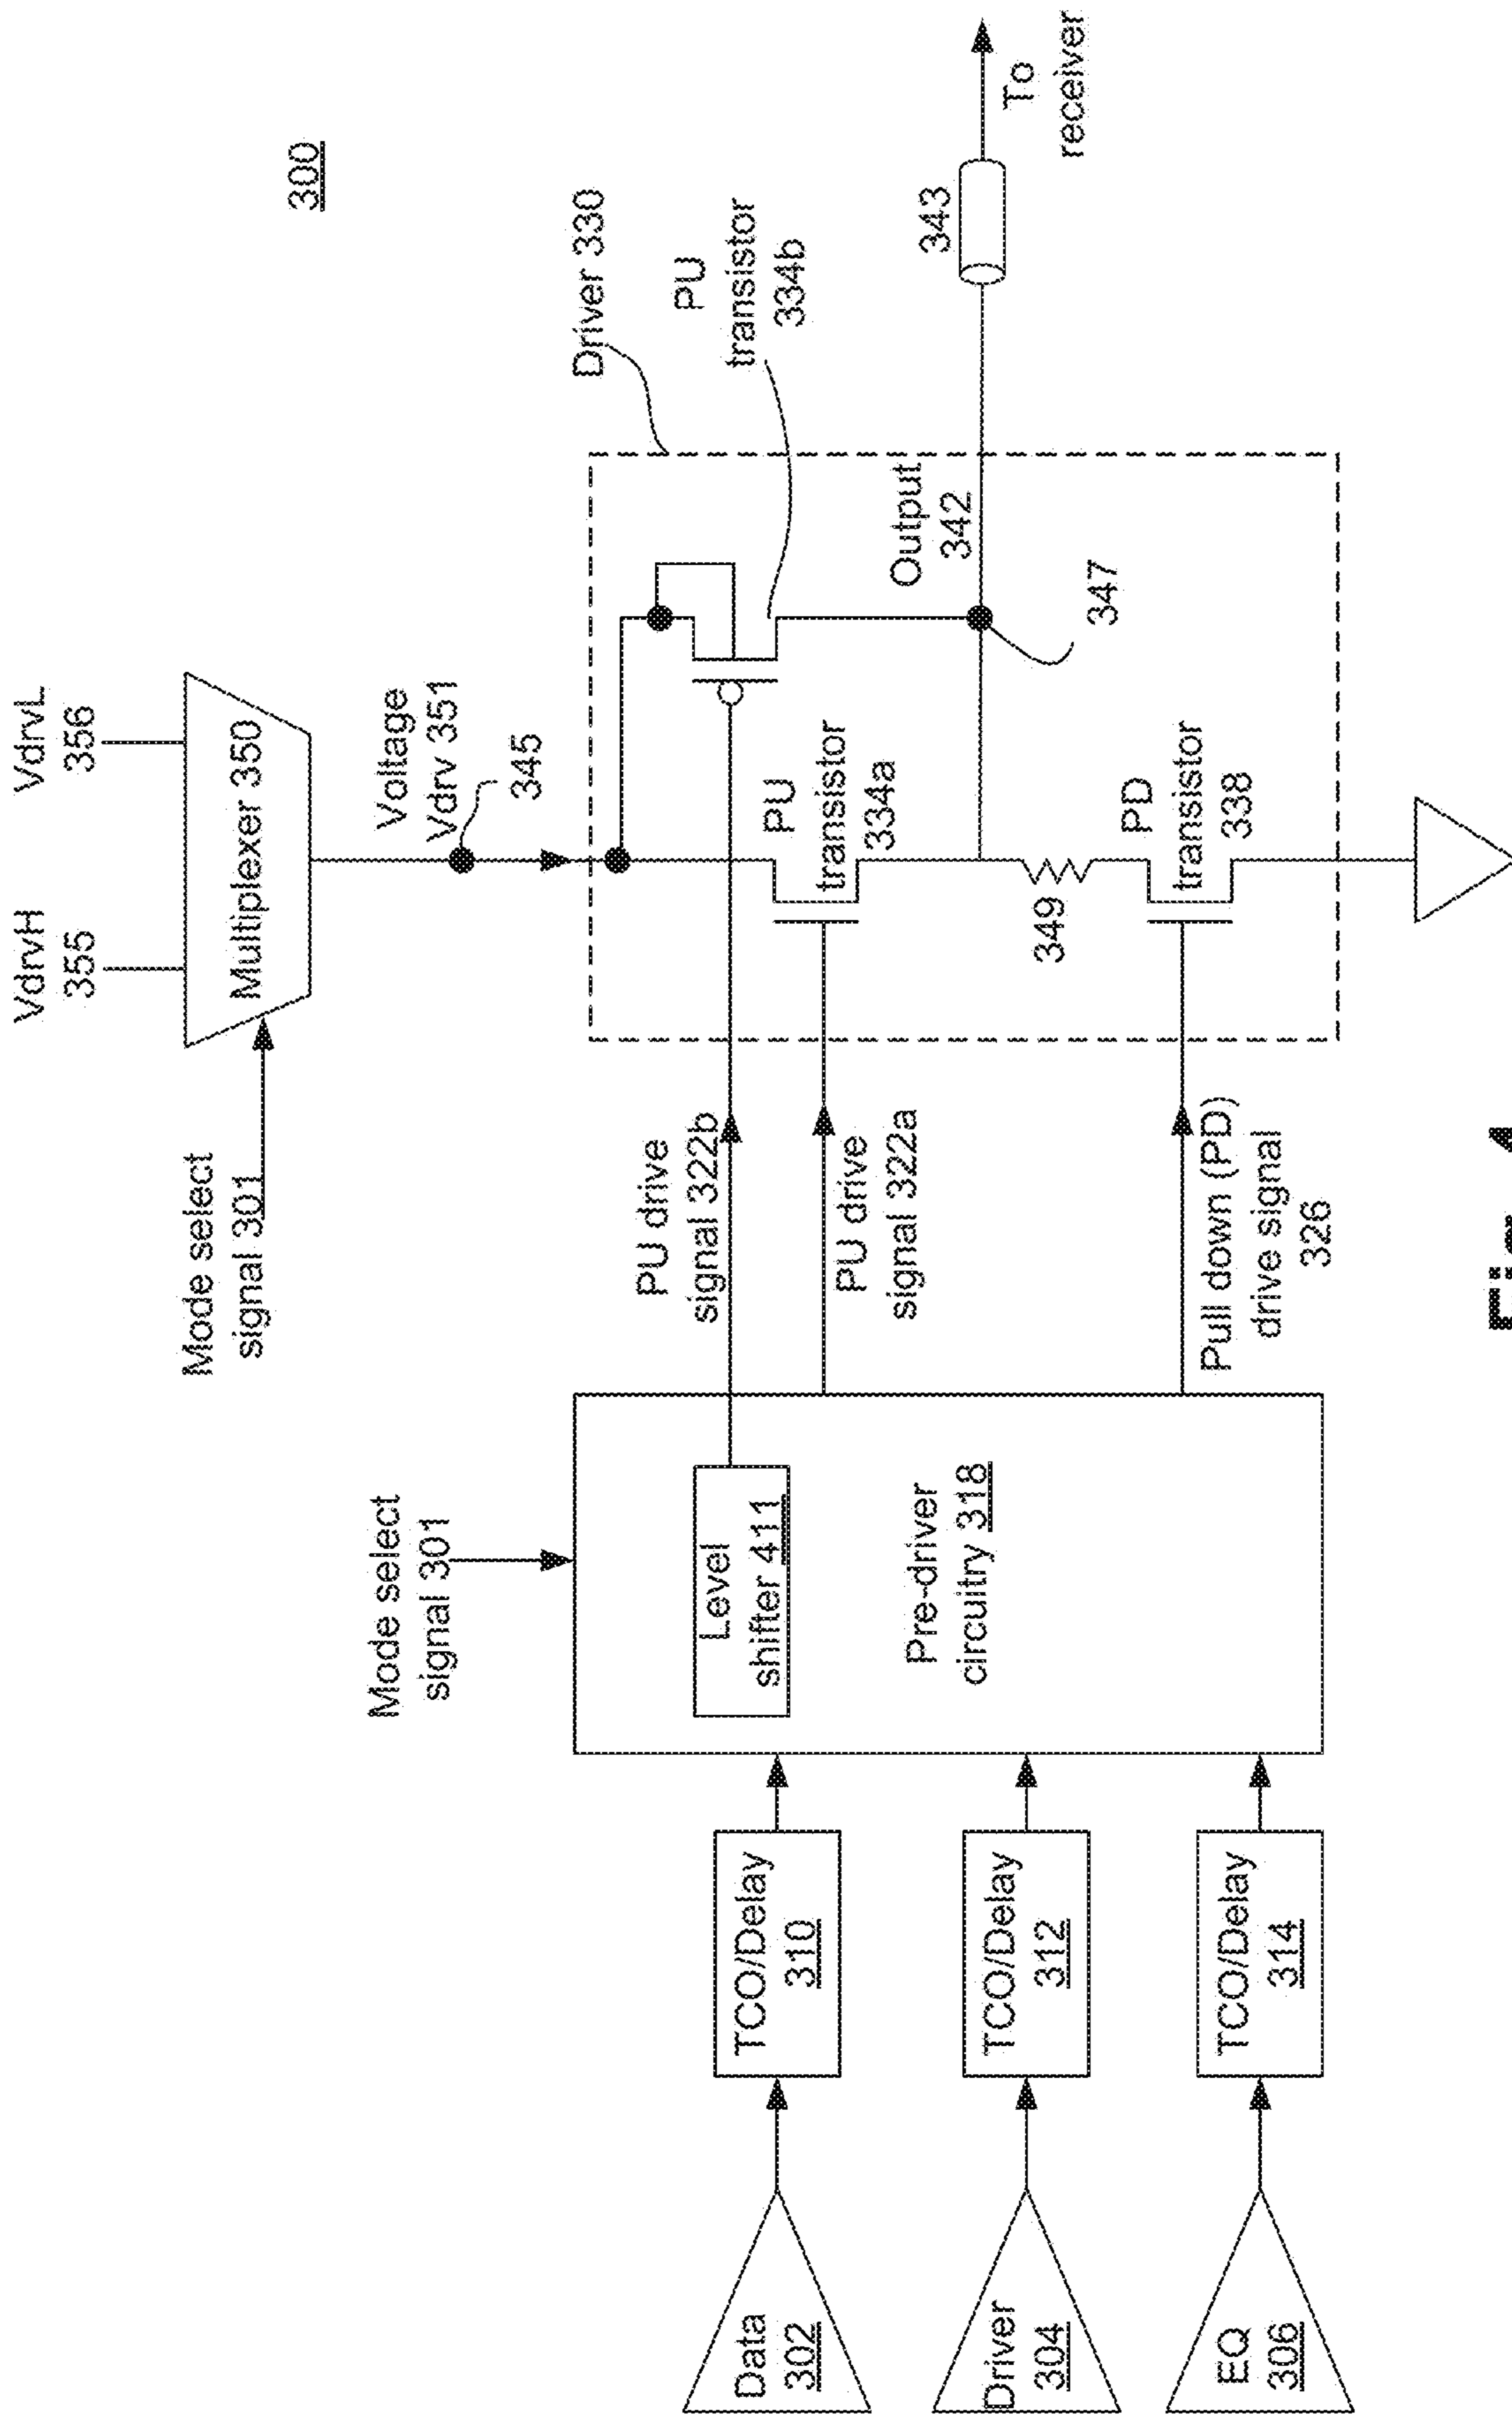 300
VdrvH
355
VdrvL
356
Mode select
signal 301
Multiplexer 350
Voltage
Vdrv 351
345
Mode select
signal 301
Driver 330
PU
transistor
334b
Data
302
TCO/Delay
310
Level
shifter 411
PU drive
signal 322b
PU drive
signal 322a
PU
transistor
334a
Output
342
343
To
receiver
Driver
304
TCO/Delay
312
Pre-driver
circuitry 318
349
347
EQ
306
TCO/Delay
314
Pull down (PD)
drive signal
326
PD
transistor
338